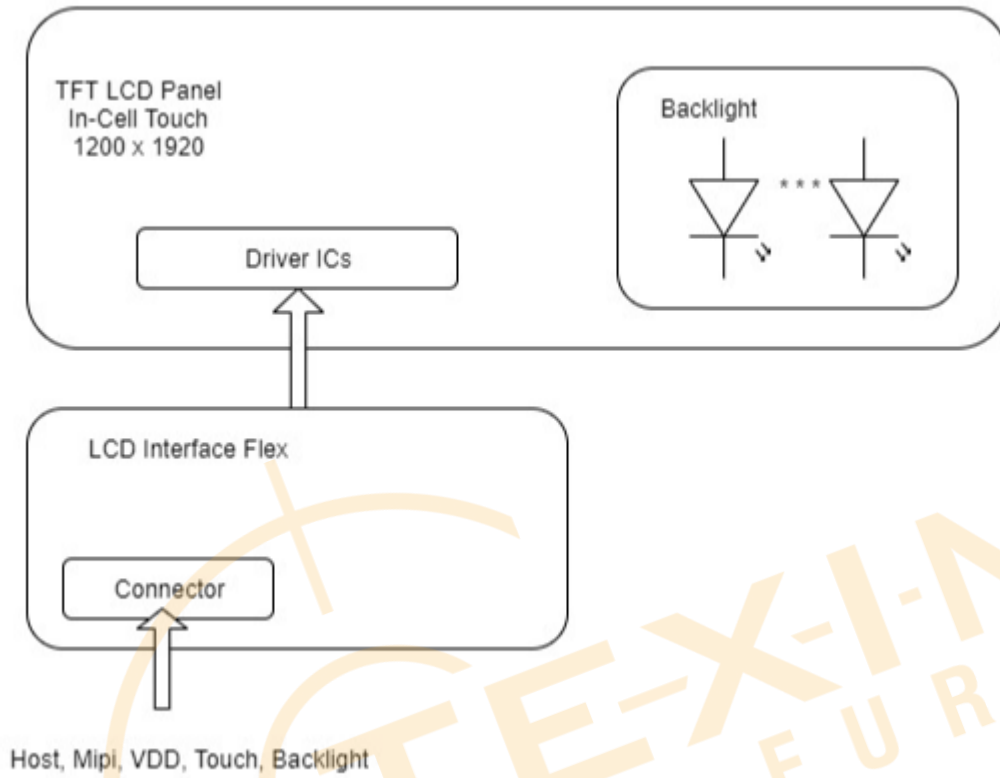 TFT LCD Panel
In-Cell Touch
1200 x 1920
Backlight
* * *
Driver ICs
LCD Interface Flex
Connector
Host, Mipi, VDD, Touch, Backlight